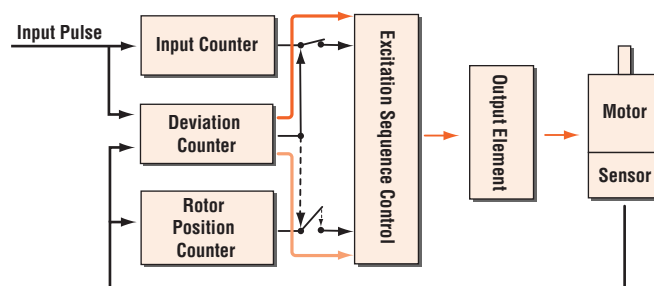 Input Pulse
Input Counter
Deviation
Counter
Rotor
Position
Counter
Excitation Sequence Control
Output Element
Motor
Sensor